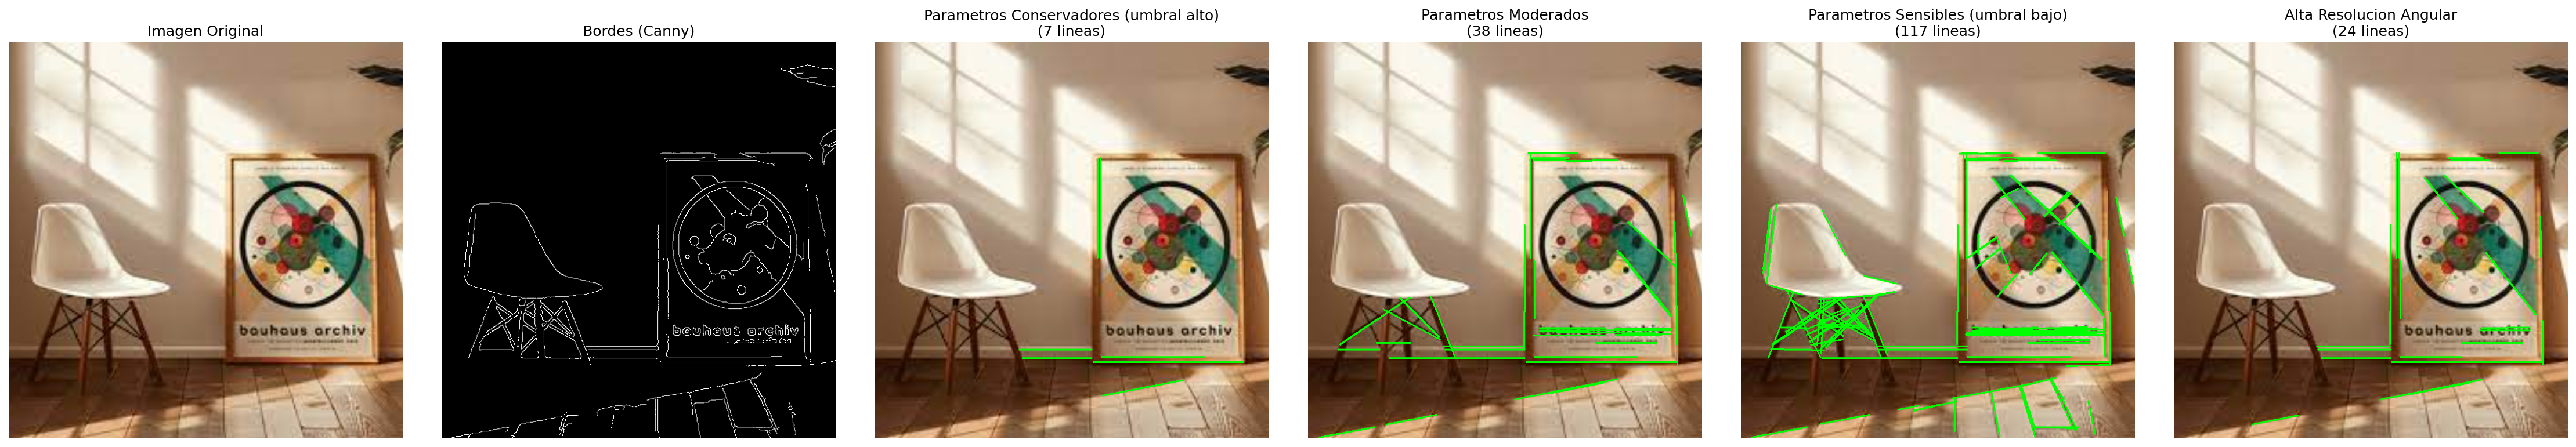 Imagen Original
Bordes (Canny)
Parametros Conservadores (umbral alto)
(7 lineas)
Parametros Moderados
(38 lineas)
Parametros Sensibles (umbral bajo)
(117 lineas)
Alta Resolucion Angular
(24 lineas)
bauhaus archiv
bauhaus archiv
bauhaus archiv
bauhaus archiv
bauhaus archiv